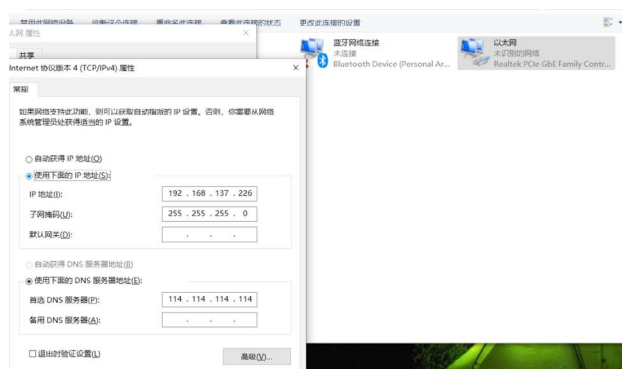 禁用此网络设备 诊断这个连接 重命名此连接 查看此连接的状态 更改此连接的设置
太网 属性
共享
蓝牙网络连接
未连接
Bluetooth Device (Personal Ar...
以太网
未识别的网络
Realtek PCIe GbE Family Contr...
Internet 协议版本 4 (TCP/IPv4) 属性
常规
如果网络支持此功能，则可以获取自动指派的 IP 设置。否则，你需要从网络
系统管理员处获得适当的 IP 设置。
自动获得 IP 地址(O)
使用下面的 IP 地址(S):
IP 地址(I): 192 . 168 . 137 . 226
子网掩码(U): 255 . 255 . 255 . 0
默认网关(D): . . .
自动获得 DNS 服务器地址(B)
使用下面的 DNS 服务器地址(E):
首选 DNS 服务器(P): 114 . 114 . 114 . 114
备用 DNS 服务器(A): . . .
退出时验证设置(L)
高级(V)...